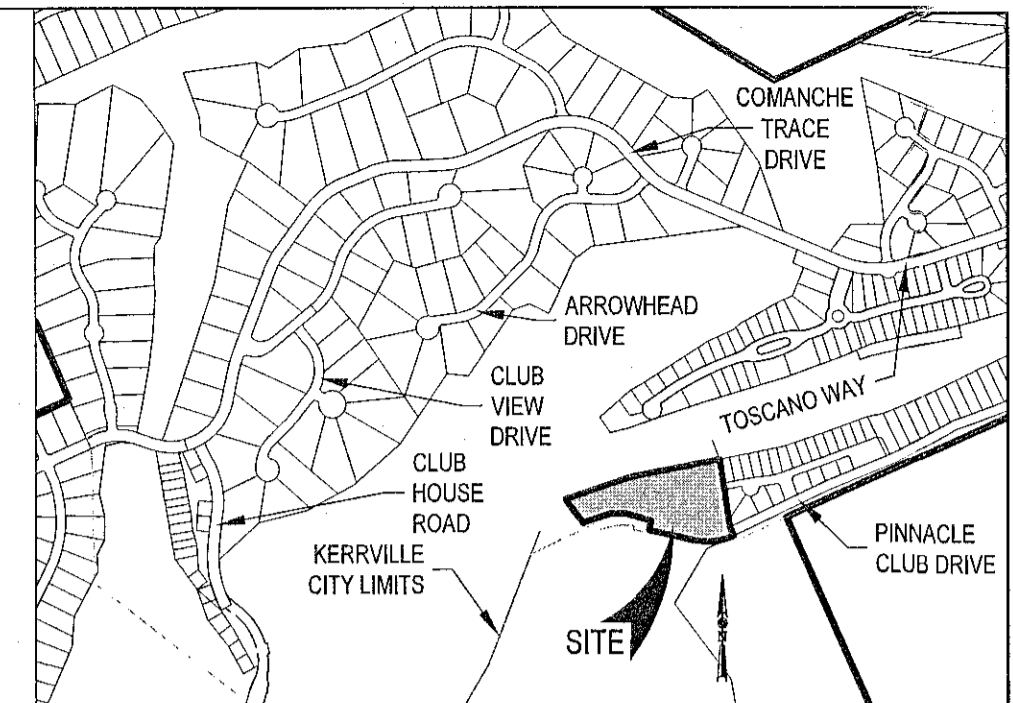 COMANCHE
TRACE
DRIVE
ARROWHEAD
DRIVE
CLUB
VIEW
DRIVE
TOSCANO WAY
CLUB
HOUSE
ROAD
KERRVILLE
CITY LIMITS
PINNACLE
CLUB DRIVE
SITE